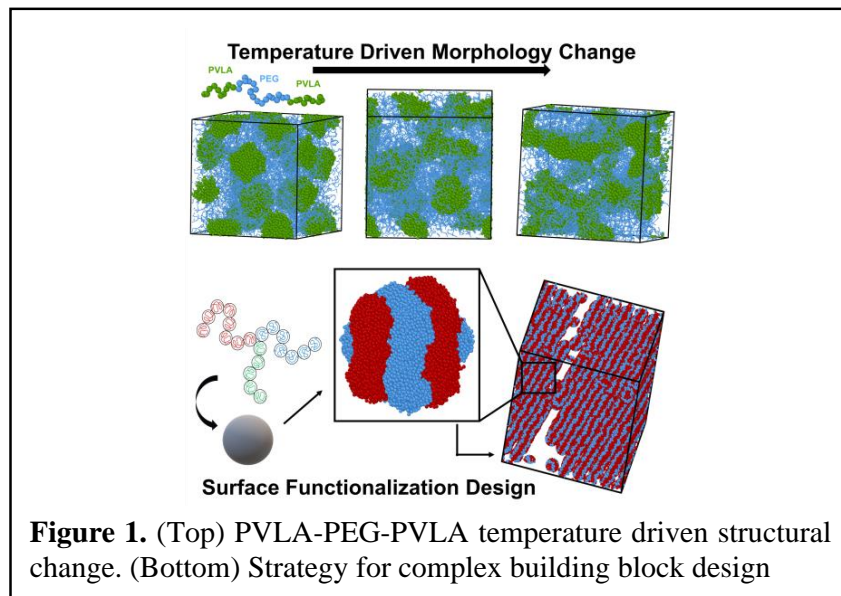 Temperature Driven Morphology Change
PVLA PEG PVLA
Surface Functionalization Design
Figure 1. (Top) PVLA-PEG-PVLA temperature driven structural
change. (Bottom) Strategy for complex building block design